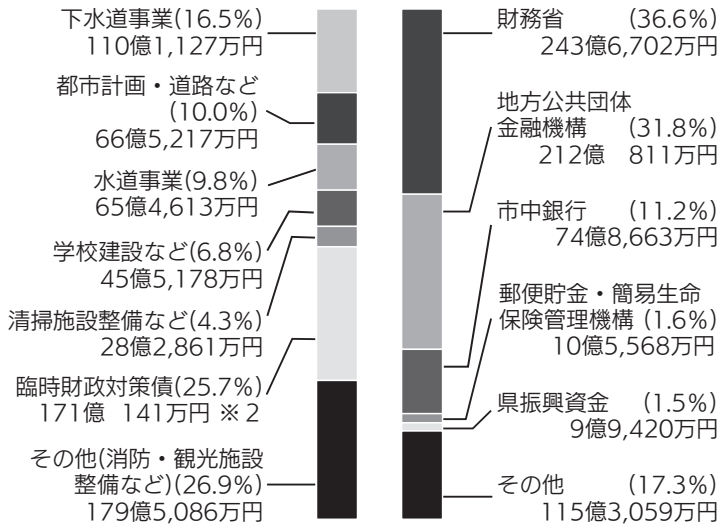 下水道事業(16.5%)
110億1,127万円
都市計画・道路など
(10.0%)
66億5,217万円
水道事業(9.8%)
65億4,613万円
学校建設など(6.8%)
45億5,178万円
清掃施設整備など(4.3%)
28億2,861万円
臨時財政対策債(25.7%)
171億 141万円 ※2
その他(消防・観光施設
整備など)(26.9%)
179億5,086万円
財務省 (36.6%)
243億6,702万円
地方公共団体
金融機構 (31.8%)
212億 811万円
市中銀行 (11.2%)
74億8,663万円
郵便貯金・簡易生命
保険管理機構 (1.6%)
10億5,568万円
県振興資金 (1.5%)
9億9,420万円
その他 (17.3%)
115億3,059万円